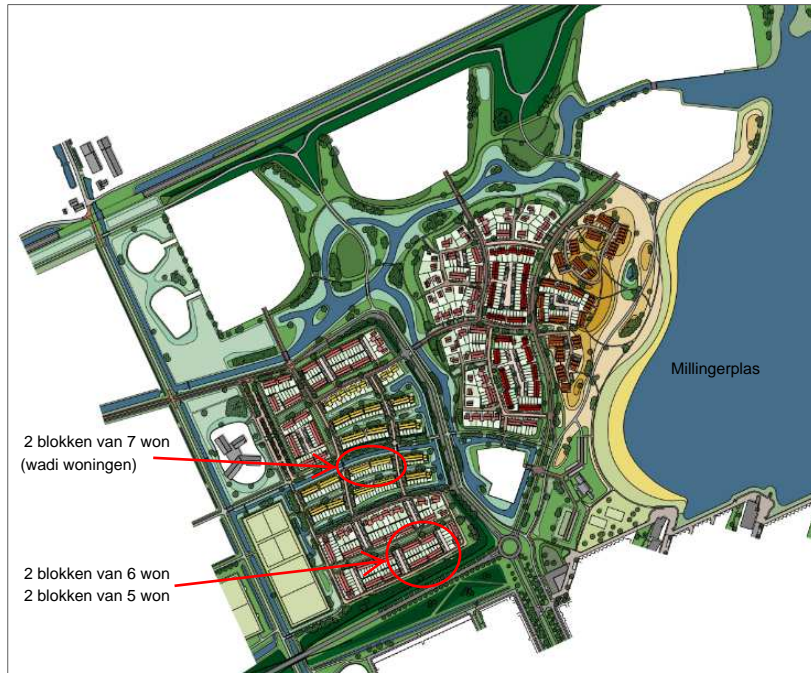 Millingerplas
2 blokken van 7 won
(wadi woningen)
2 blokken van 6 won
2 blokken van 5 won